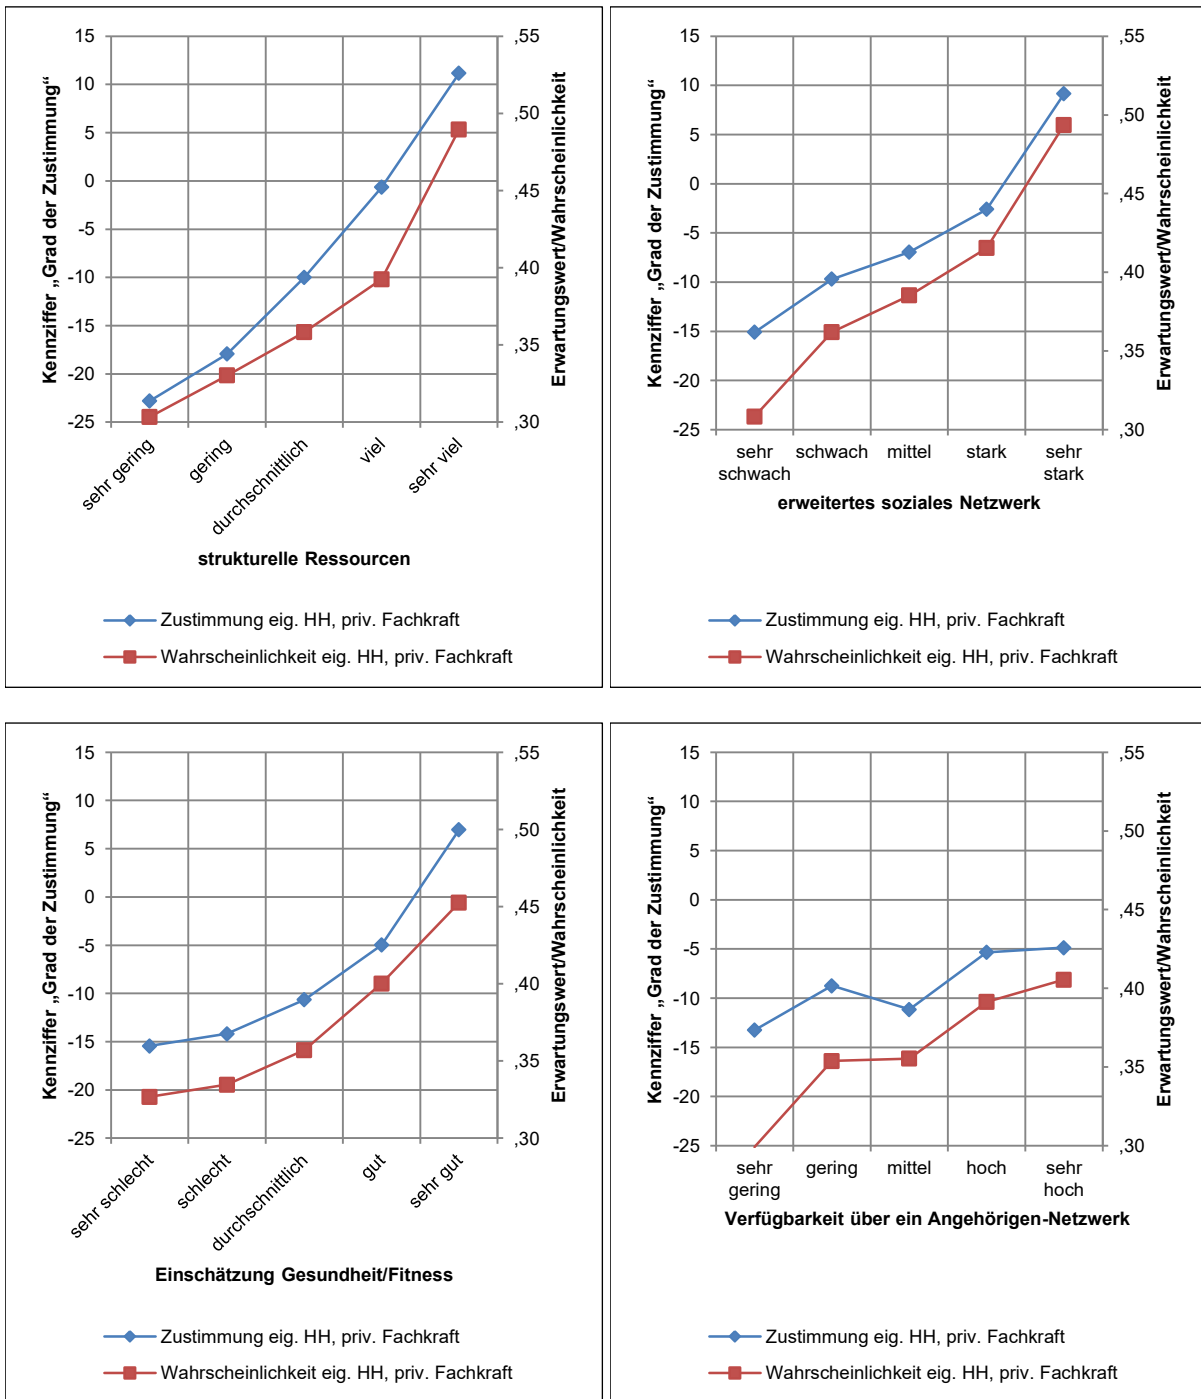 15
10
5
0
-5
-10
-15
-20
-25
Kennziffer „Grad der Zustimmung“
,55
,50
,45
,40
,35
,30
Erwartungswert/Wahrscheinlichkeit
sehr gering
gering
durchschnittlich
viel
sehr viel
strukturelle Ressourcen
Zustimmung eig. HH, priv. Fachkraft
Wahrscheinlichkeit eig. HH, priv. Fachkraft
15
10
5
0
-5
-10
-15
-20
-25
Kennziffer „Grad der Zustimmung“
,55
,50
,45
,40
,35
,30
Erwartungswert/Wahrscheinlichkeit
sehr
schwach
schwach
mittel
stark
sehr
stark
erweitertes soziales Netzwerk
Zustimmung eig. HH, priv. Fachkraft
Wahrscheinlichkeit eig. HH, priv. Fachkraft
15
10
5
0
-5
-10
-15
-20
-25
Kennziffer „Grad der Zustimmung“
,55
,50
,45
,40
,35
,30
Erwartungswert/Wahrscheinlichkeit
sehr schlecht
schlecht
durchschnittlich
gut
sehr gut
Einschätzung Gesundheit/Fitness
Zustimmung eig. HH, priv. Fachkraft
Wahrscheinlichkeit eig. HH, priv. Fachkraft
15
10
5
0
-5
-10
-15
-20
-25
Kennziffer „Grad der Zustimmung“
,55
,50
,45
,40
,35
,30
Erwartungswert/Wahrscheinlichkeit
sehr
gering
gering
mittel
hoch
sehr
hoch
Verfügbarkeit über ein Angehörigen-Netzwerk
Zustimmung eig. HH, priv. Fachkraft
Wahrscheinlichkeit eig. HH, priv. Fachkraft